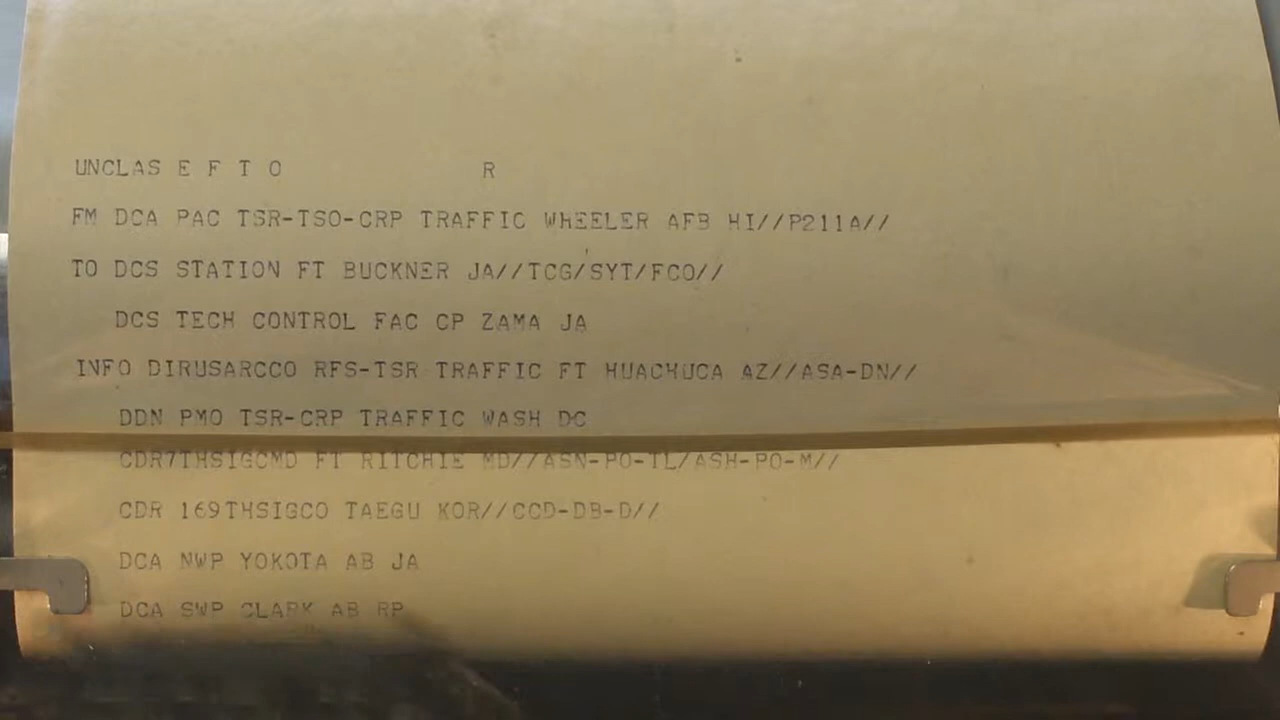 UNCLAS E F T O R
FM DCA PAC TSR-TSO-CRP TRAFFIC WHEELER AFB HI//P211A//
TO DCS STATION FT BUCKNER JA//TCG/SYT/FCO//
DCS TECH CONTROL FAC CP ZAMA JA
INFO DIRUSARCCO RFS-TSR TRAFFIC FT HUACHUCA AZ//ASA-DN//
DDN PMO TSR-CRP TRAFFIC WASH DC
CDR7THSIGCMD FT RITCHIE MD//ASN-PO-TL/ASH-PO-M//
CDR 169THSIGCO TAEGU KOR//CCD-DB-D//
DCA NWP YOKOTA AB JA
DCA SWP CLARK AB RP